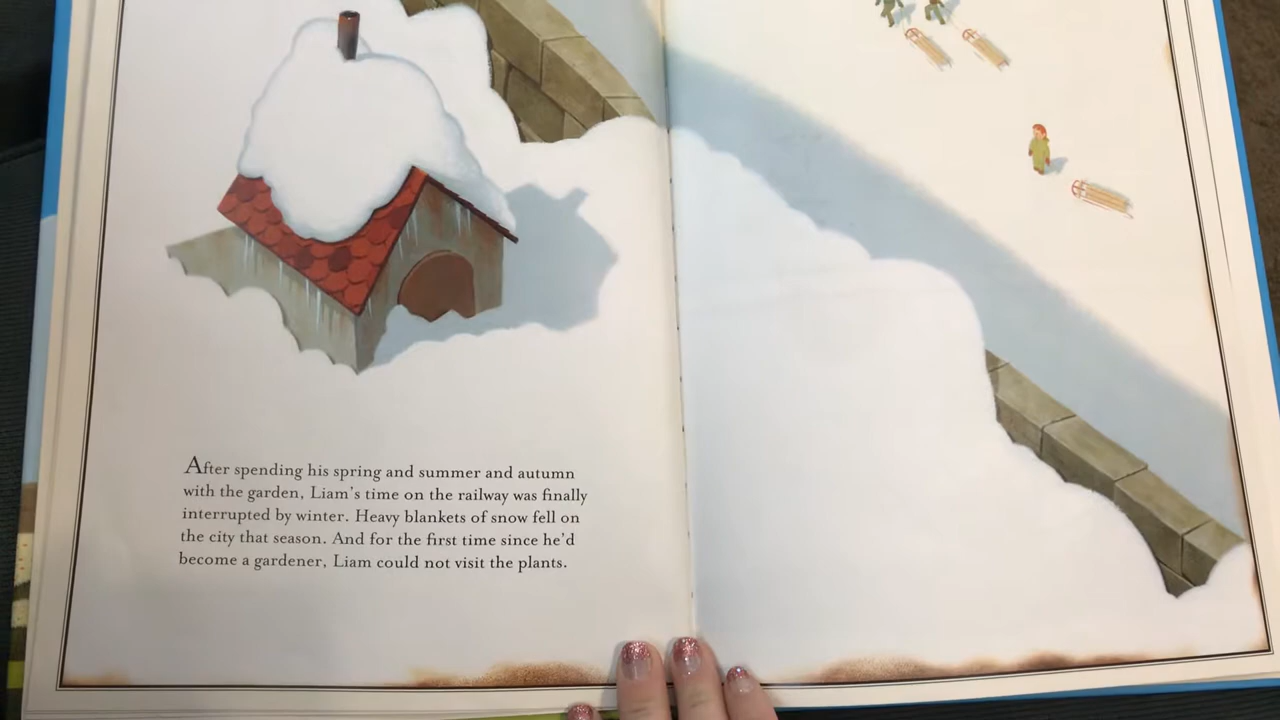 After spending his spring and summer and autumn
with the garden, Liam's time on the railway was finally
interrupted by winter. Heavy blankets of snow fell on
the city that season. And for the first time since he'd
become a gardener, Liam could not visit the plants.